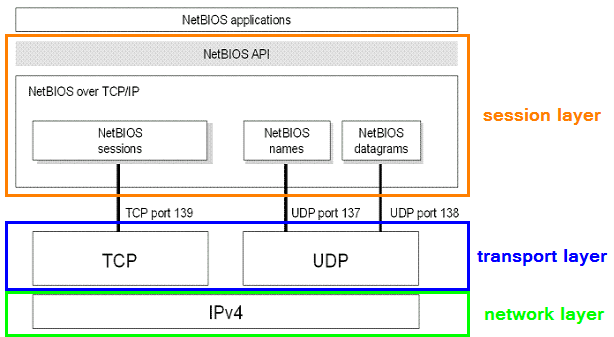 NetBIOS applications
NetBIOS API
session layer
NetBIOS over TCP/IP
NetBIOS
sessions
NetBIOS
names
NetBIOS
datagrams
TCP port 139
UDP port 137
UDP port 138
TCP
UDP
transport layer
IPv4
network layer